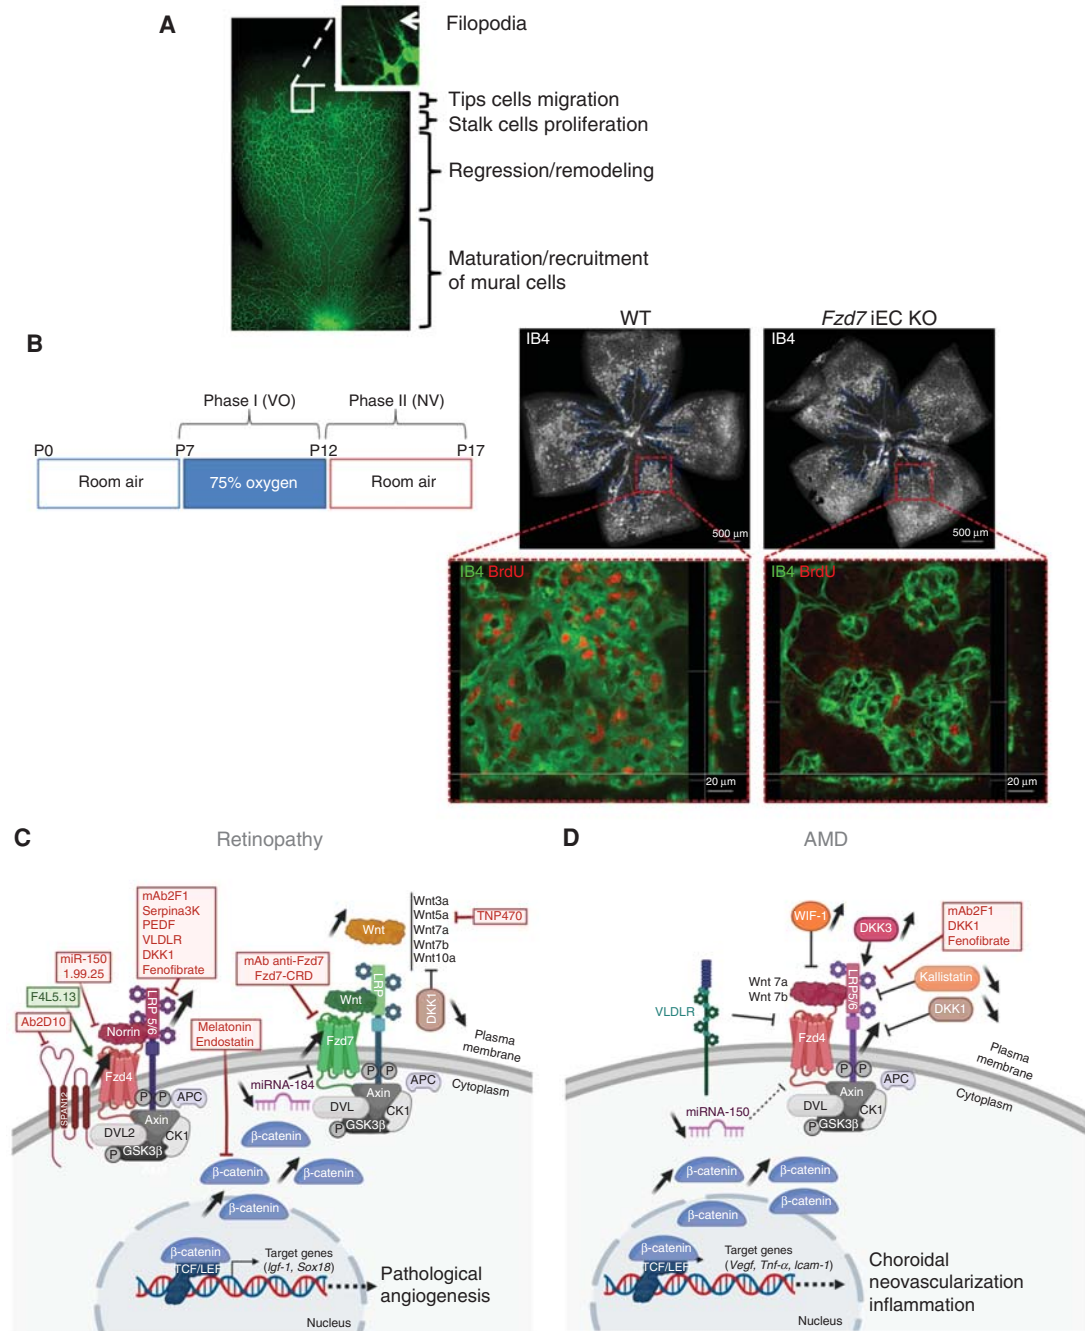 A
Filopodia
Tips cells migration
Stalk cells proliferation
Regression/remodeling
Maturation/recruitment
of mural cells
B
Phase I (VO)
Phase II (NV)
P0
P7
P12
P17
Room air
75% oxygen
Room air
WT
Fzd7 iEC KO
IB4
IB4
500 µm
500 µm
IB4 BrdU
IB4 BrdU
20 µm
20 µm
C
Retinopathy
mAb2F1
Serpina3K
PEDF
VLDLR
DKK1
Fenofibrate
miR-150
1.99.25
F4L5.13
Ab2D10
Norrin
LRP 5/6
Fzd4
P
P
APC
Axin
DVL2
CK1
P
GSK3β
Wnt
Wnt3a
Wnt5a
Wnt7a
Wnt7b
Wnt10a
TNP470
mAb anti-Fzd7
Fzd7-CRD
LRP
Wnt
DKK1
Fzd7
Melatonin
Endostatin
Plasma
membrane
Cytoplasm
miRNA-184
P
P
APC
Axin
DVL
CK1
P
GSK3β
β-catenin
β-catenin
β-catenin
β-catenin
β-catenin
TCF/LEF
Target genes
(Igf-1, Sox18)
Pathological
angiogenesis
Nucleus
D
AMD
WIF-1
DKK3
mAb2F1
DKK1
Fenofibrate
Wnt 7a
Wnt 7b
LRP5/6
Kallistatin
DKK1
VLDLR
Fzd4
Plasma
membrane
Cytoplasm
P
P
APC
Axin
miRNA-150
DVL
CK1
P
GSK3β
β-catenin
β-catenin
β-catenin
β-catenin
β-catenin
TCF/LEF
Target genes
(Vegf, Tnf-α, Icam-1)
Choroidal
neovascularization
inflammation
Nucleus